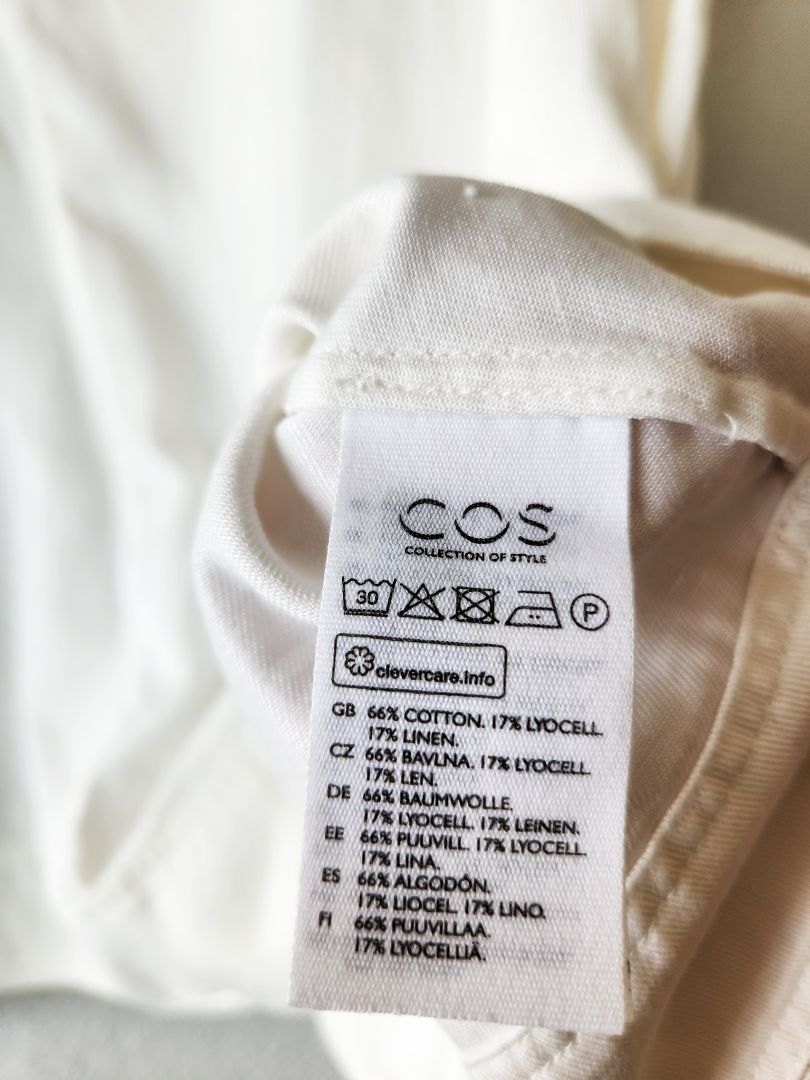 COS
COLLECTION OF STYLE
30
P
clevercare.info
GB 66% COTTON. 17% LYOCELL.
17% LINEN.
CZ 66% BAVLNA. 17% LYOCELL.
17% LEN.
DE 66% BAUMWOLLE.
17% LYOCELL. 17% LEINEN.
EE 66% PUUVILL. 17% LYOCELL.
17% LINA.
ES 66% ALGODÓN.
17% LIOCEL. 17% LINO.
FI 66% PUUVILLAA.
17% LYOCELLIÄ.